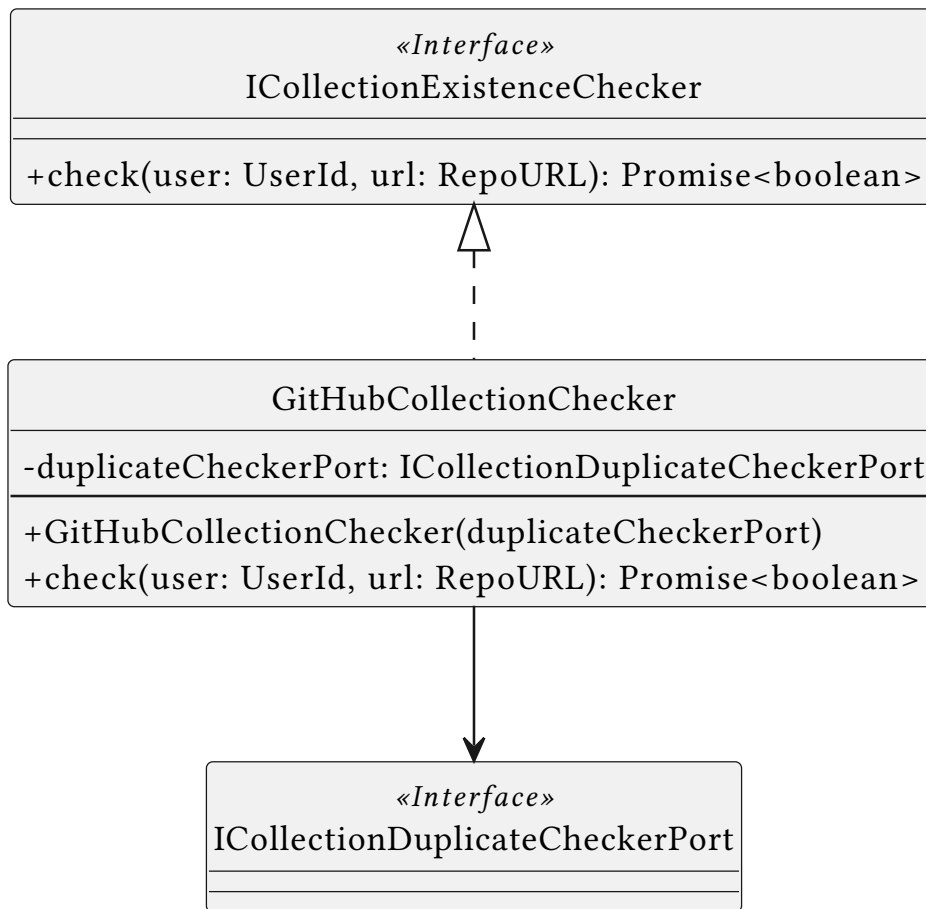 «Interface»
ICollectionExistenceChecker
+check(user: UserId, url: RepoURL): Promise<boolean>
GitHubCollectionChecker
-duplicateCheckerPort: ICollectionDuplicateCheckerPort
+GitHubCollectionChecker(duplicateCheckerPort)
+check(user: UserId, url: RepoURL): Promise<boolean>
«Interface»
ICollectionDuplicateCheckerPort